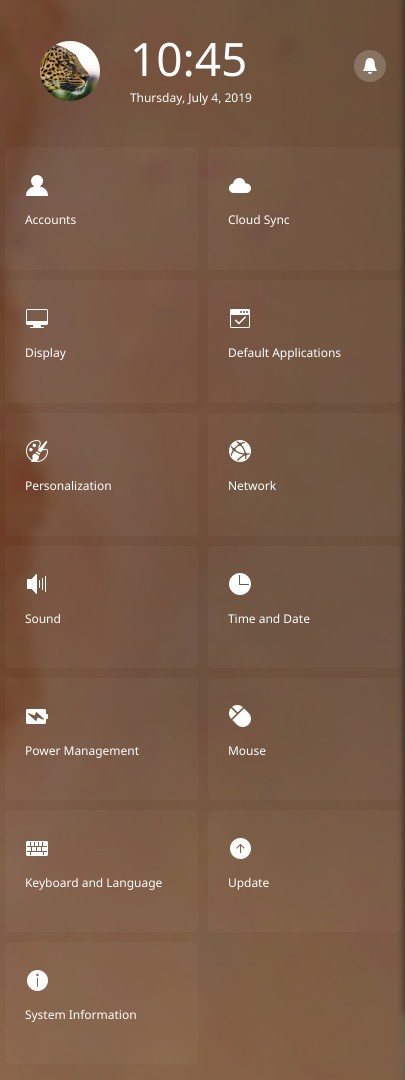 10:45
Thursday, July 4, 2019
Accounts
Cloud Sync
Display
Default Applications
Personalization
Network
Sound
Time and Date
Power Management
Mouse
Keyboard and Language
Update
System Information